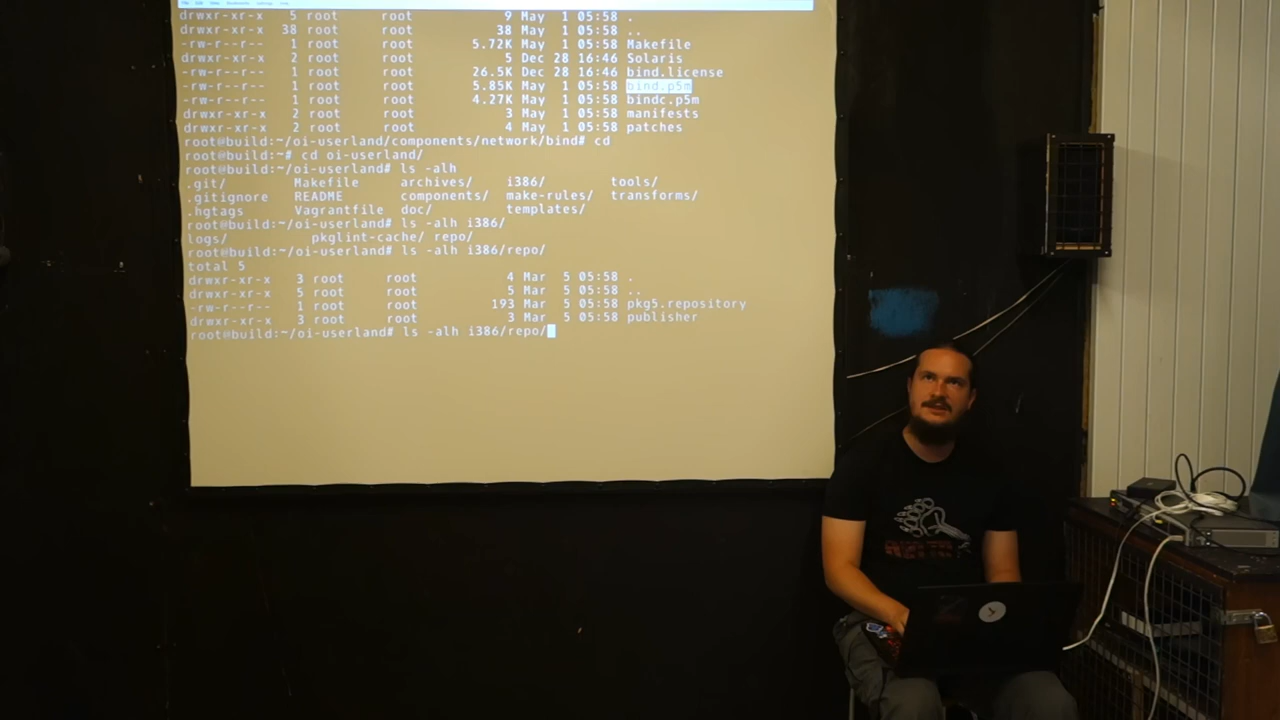 drwxr-xr-x 5 root root 9 May 1 05:58 .
drwxr-xr-x 38 root root 38 May 1 05:58 ..
-rw-r--r-- 1 root root 5.72K May 1 05:58 Makefile
drwxr-xr-x 2 root root 5 Dec 28 16:46 Solaris
-rw-r--r-- 1 root root 26.5K Dec 28 16:46 bind.license
-rw-r--r-- 1 root root 5.85K May 1 05:58 bind.p5m
-rw-r--r-- 1 root root 4.27K May 1 05:58 bindc.p5m
drwxr-xr-x 2 root root 3 May 1 05:58 manifests
drwxr-xr-x 2 root root 4 May 1 05:58 patches
root@build:~/oi-userland/components/network/bind# cd
root@build:~# cd oi-userland/
root@build:~/oi-userland# ls -alh
.git/ Makefile archives/ i386/ tools/
.gitignore README components/ make-rules/ transforms/
.hgtags Vagrantfile doc/ templates/
root@build:~/oi-userland# ls -alh i386/
logs/ pkglint-cache/ repo/
root@build:~/oi-userland# ls -alh i386/repo/
total 5
drwxr-xr-x 3 root root 4 Mar 5 05:58 .
drwxr-xr-x 5 root root 5 Mar 5 05:58 ..
-rw-r--r-- 1 root root 193 Mar 5 05:58 pkg5.repository
drwxr-xr-x 3 root root 3 Mar 5 05:58 publisher
root@build:~/oi-userland# ls -alh i386/repo/